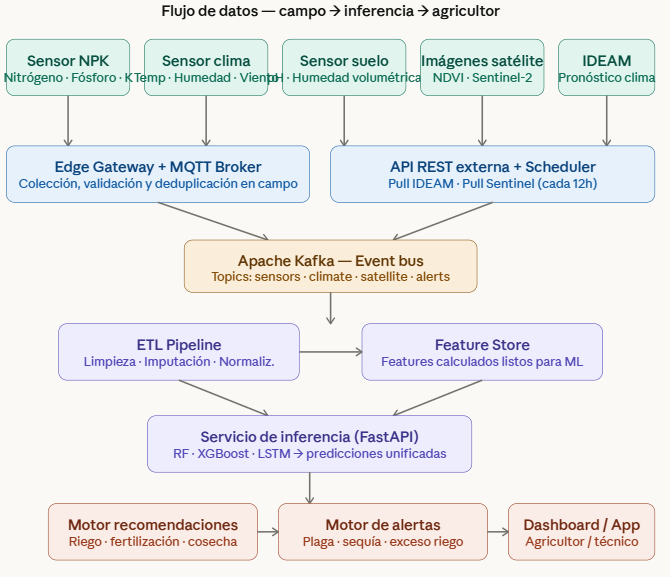 Flujo de datos — campo → inferencia → agricultor
Sensor NPK
Nitrógeno · Fósforo · K
Sensor clima
Temp · Humedad · Viento
Sensor suelo
pH · Humedad volumétrica
Imágenes satélite
NDVI · Sentinel-2
IDEAM
Pronóstico clima
Edge Gateway + MQTT Broker
Colección, validación y deduplicación en campo
API REST externa + Scheduler
Pull IDEAM · Pull Sentinel (cada 12h)
Apache Kafka — Event bus
Topics: sensors · climate · satellite · alerts
ETL Pipeline
Limpieza · Imputación · Normaliz.
Feature Store
Features calculados listos para ML
Servicio de inferencia (FastAPI)
RF · XGBoost · LSTM → predicciones unificadas
Motor recomendaciones
Riego · fertilización · cosecha
Motor de alertas
Plaga · sequía · exceso riego
Dashboard / App
Agricultor / técnico